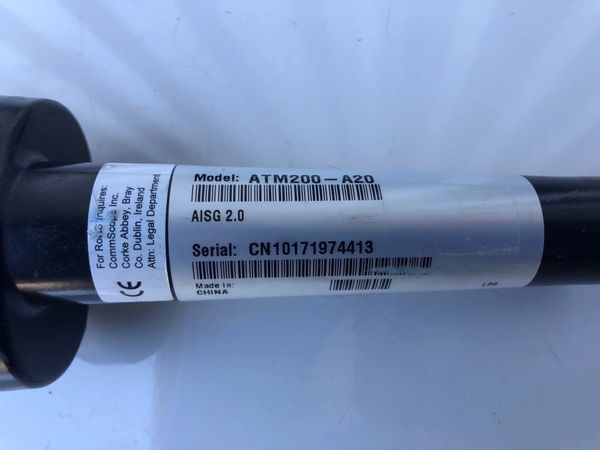 For RoHS Inquires:
CommScope Inc.
Corke Abbey, Bray
Co. Dublin, Ireland
Attn: Legal Department
CE
Model: ATM200-A20
AISG 2.0
Serial: CN10171974413
Made in:
CHINA